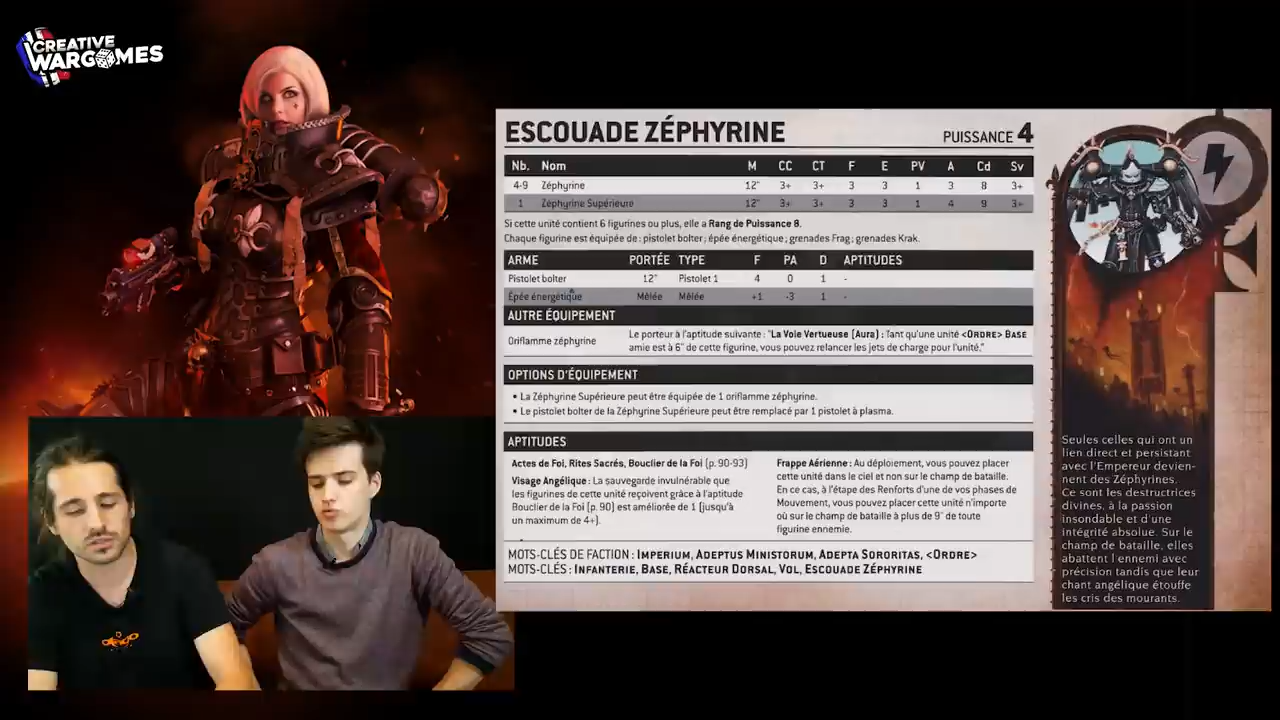 CREATIVE
WARGAMES
ESCOUADE ZÉPHYRINE
PUISSANCE 4
Nb. Nom M CC CT F E PV A Cd Sv
4-9 Zéphyrine 12" 3+ 3+ 3 3 1 3 8 3+
1 Zéphyrine Supérieure 12" 3+ 3+ 3 3 1 4 9 3+
Si cette unité contient 6 figurines ou plus, elle a Rang de Puissance 8.
Chaque figurine est équipée de : pistolet bolter ; épée énergétique ; grenades Frag ; grenades Krak.
ARME PORTÉE TYPE F PA D APTITUDES
Pistolet bolter 12" Pistolet 1 4 0 1 -
Épée énergétique Mêlée Mêlée +1 -3 1 -
AUTRE ÉQUIPEMENT
Oriflamme zéphyrine
Le porteur à l'aptitude suivante : "La Voie Vertueuse (Aura) : Tant qu'une unité <ORDRE> BASE
amie est à 6" de cette figurine, vous pouvez relancer les jets de charge pour l'unité."
OPTIONS D'ÉQUIPEMENT
• La Zéphyrine Supérieure peut être équipée de 1 oriflamme zéphyrine.
• Le pistolet bolter de la Zéphyrine Supérieure peut être remplacé par 1 pistolet à plasma.
APTITUDES
Actes de Foi, Rites Sacrés, Bouclier de la Foi (p. 90-93)
Visage Angélique : La sauvegarde invulnérable que
les figurines de cette unité reçoivent grâce à l'aptitude
Bouclier de la Foi (p. 90) est améliorée de 1 (jusqu'à
un maximum de 4+).
Frappe Aérienne : Au déploiement, vous pouvez placer
cette unité dans le ciel et non sur le champ de bataille.
En ce cas, à l'étape des Renforts d'une de vos phases de
Mouvement, vous pouvez placer cette unité n'importe
où sur le champ de bataille à plus de 9" de toute
figurine ennemie.
MOTS-CLÉS DE FACTION : IMPERIUM, ADEPTUS MINISTORUM, ADEPTA SORORITAS, <ORDRE>
MOTS-CLÉS : INFANTERIE, BASE, RÉACTEUR DORSAL, VOL, ESCOUADE ZÉPHYRINE
Seules celles qui ont un
lien direct et persistant
avec l'Empereur devien-
nent des Zéphyrines.
Ce sont les destructrices
divines, à la passion
insondable et d'une
intégrité absolue. Sur le
champ de bataille, elles
abattent l'ennemi avec
précision tandis que leur
chant angélique étouffe
les cris des mourants.